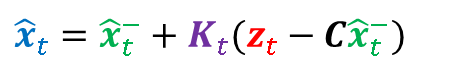 x̂ₜ = x̂ₜ⁻ + Kₜ(zₜ − Cx̂ₜ⁻)